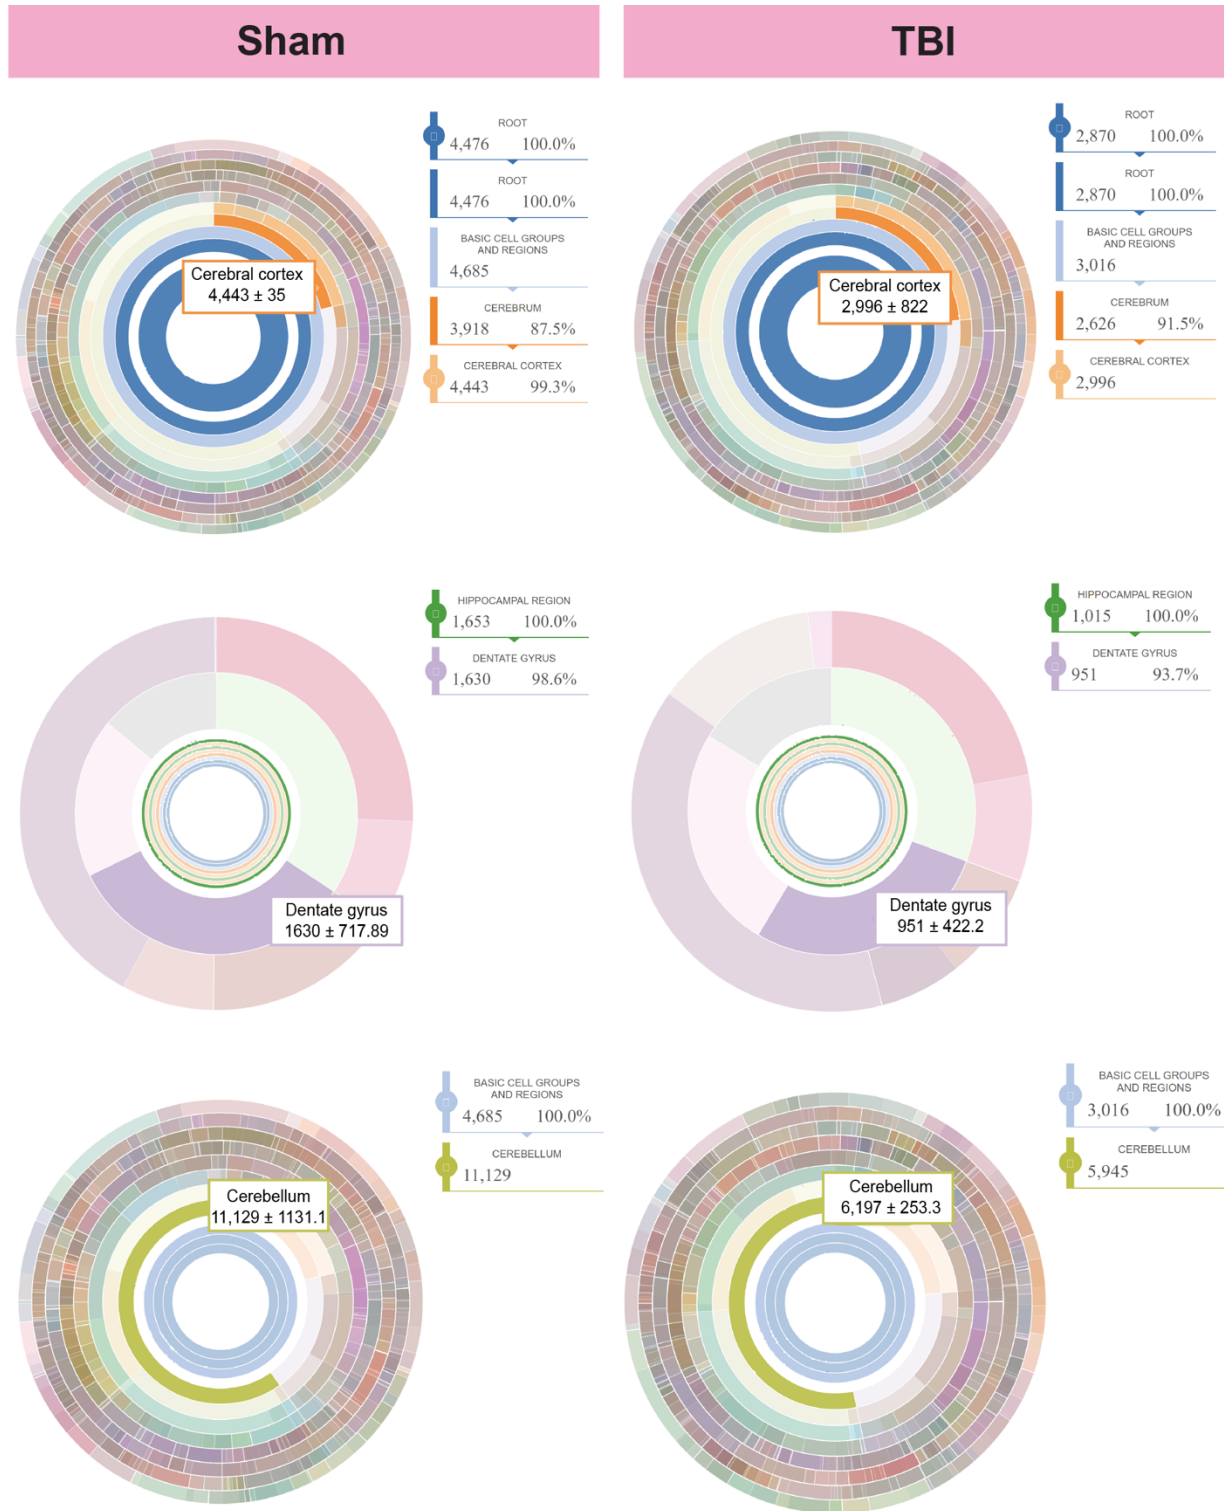 Sham
TBI
ROOT
4,476 100.0%
ROOT
4,476 100.0%
BASIC CELL GROUPS
AND REGIONS
4,685
CEREBRUM
3,918 87.5%
CEREBRAL CORTEX
4,443 99.3%
Cerebral cortex
4,443 ± 35
ROOT
2,870 100.0%
ROOT
2,870 100.0%
BASIC CELL GROUPS
AND REGIONS
3,016
CEREBRUM
2,626 91.5%
CEREBRAL CORTEX
2,996
Cerebral cortex
2,996 ± 822
HIPPOCAMPAL REGION
1,653 100.0%
DENTATE GYRUS
1,630 98.6%
Dentate gyrus
1630 ± 717.89
HIPPOCAMPAL REGION
1,015 100.0%
DENTATE GYRUS
951 93.7%
Dentate gyrus
951 ± 422.2
BASIC CELL GROUPS
AND REGIONS
4,685 100.0%
CEREBELLUM
11,129
Cerebellum
11,129 ± 1131.1
BASIC CELL GROUPS
AND REGIONS
3,016 100.0%
CEREBELLUM
5,945
Cerebellum
6,197 ± 253.3